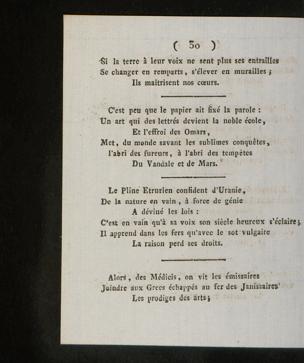 ( 30 )
Si la terre à leur voix ne sent plus ses entrailles
Se changer en remparts, s'élever en murailles ;
Ils maitrisent nos cœurs.
C'est peu que le papier ait fixé la parole :
Un art qui des lettrés devient la noble école,
Et l'effroi des Omars,
Met, du monde savant les sublimes conquêtes,
l'abri des fureurs, à l'abri des tempêtes
Du Vandale et de Mars.
Le Pline Etrurien confident d'Uranie,
De la nature en vain, à force de génie
A déviné les lois :
C'est en vain qu'à sa voix son siècle heureux s'éclaire ;
Il apprend dans les fers qu'avec le sot vulgaire
La raison perd ses droits.
Alors, des Médicis, on vit les émissaires
Joindre aux Grecs échappés au fer des Janissaires
Les prodiges des arts ;